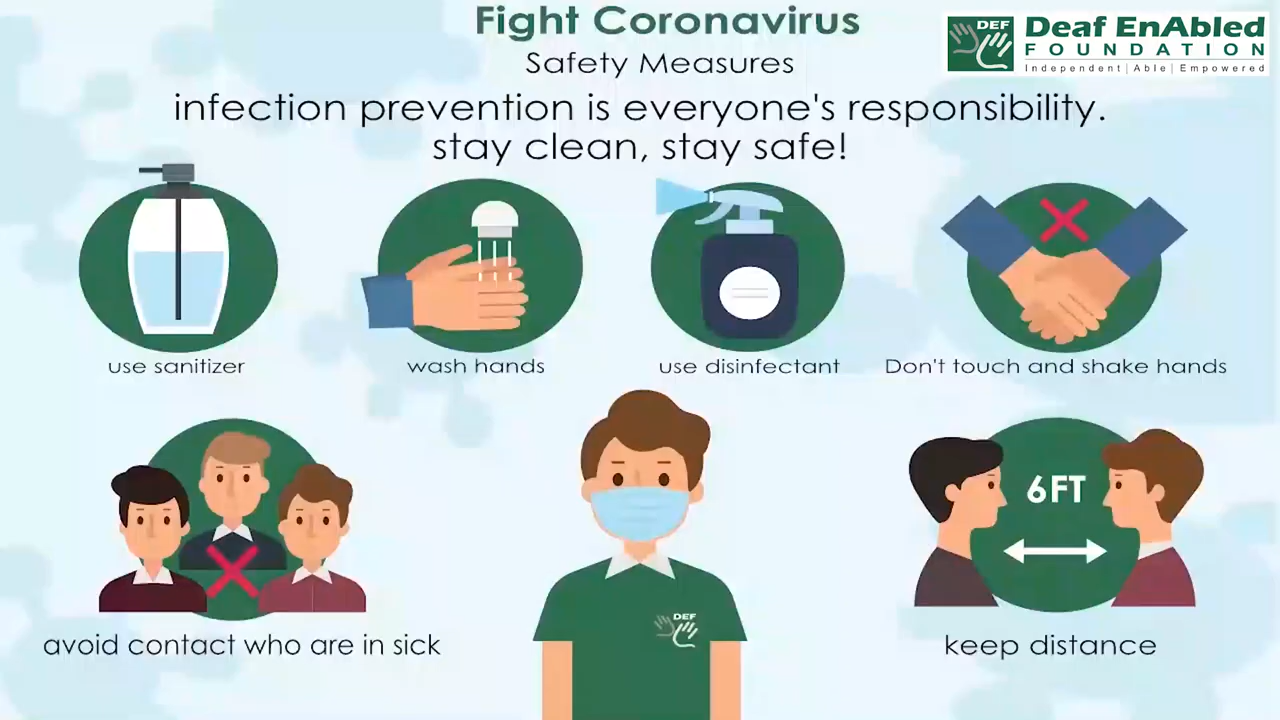 Fight Coronavirus
Safety Measures
infection prevention is everyone's responsibility.
stay clean, stay safe!
DEF
Deaf EnAbled
FOUNDATION
Independent | Able | Empowered
use sanitizer
wash hands
use disinfectant
Don't touch and shake hands
6FT
DEF
avoid contact who are in sick
keep distance